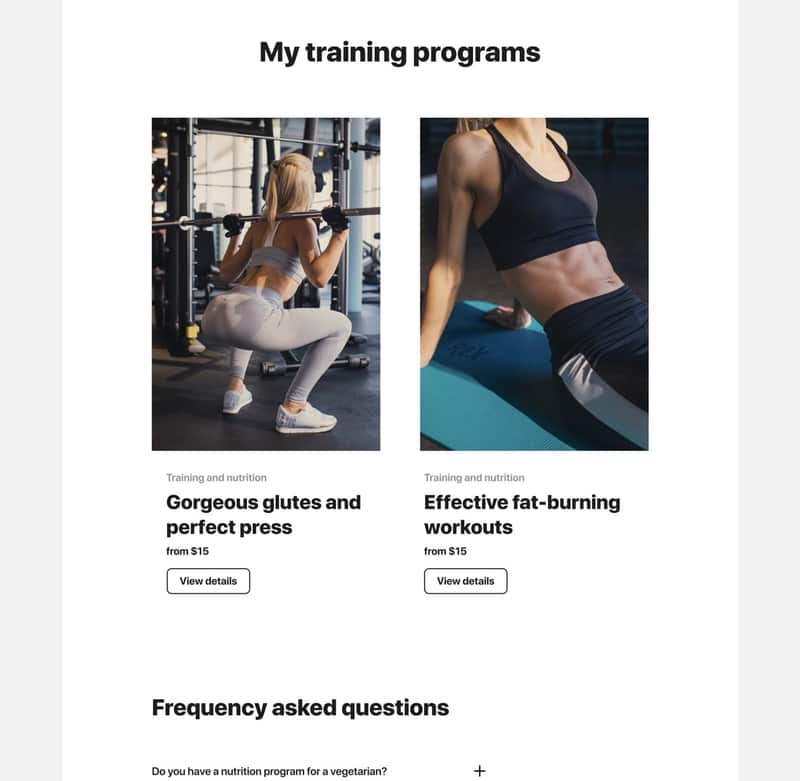 My training programs
Training and nutrition
Gorgeous glutes and
perfect press
from $15
View details
Training and nutrition
Effective fat-burning
workouts
from $15
View details
Frequency asked questions
Do you have a nutrition program for a vegetarian?